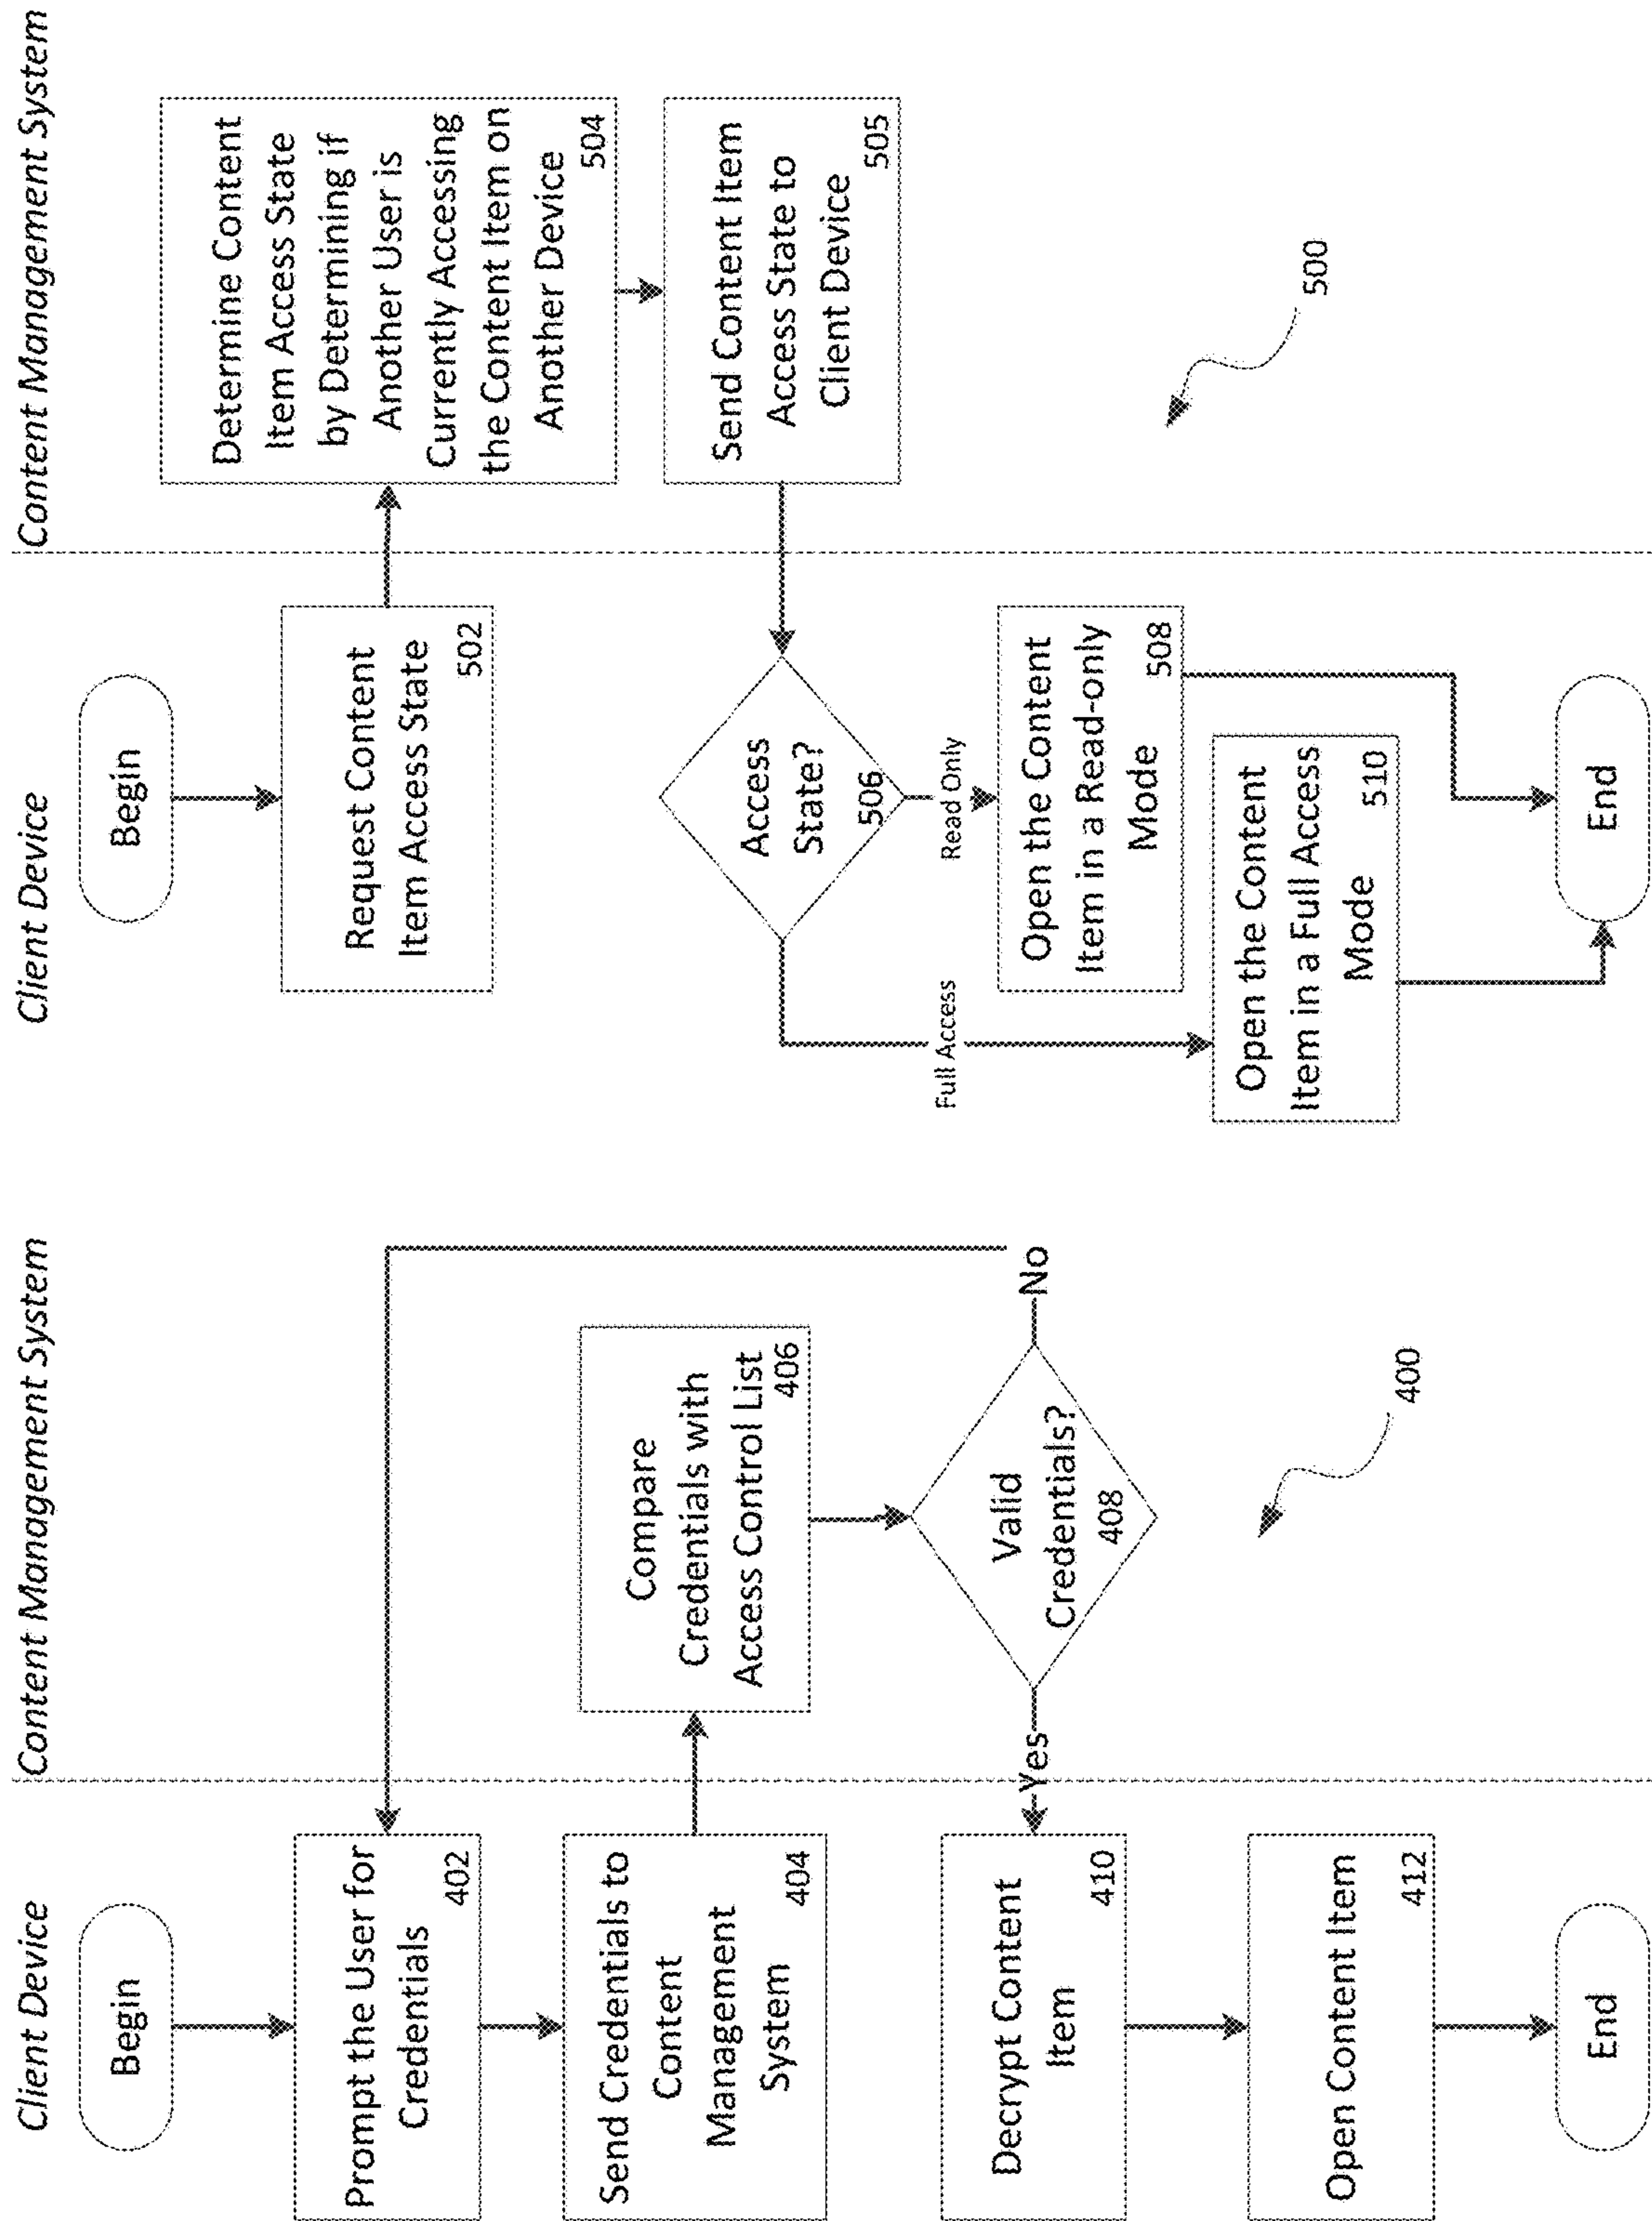 Client Device
Content Management System
Begin
Prompt the User for
Credentials
402
Send Credentials to
Content
Management
System
404
Compare
Credentials with
Access Control List
406
Valid
Credentials?
408
No
Yes
Decrypt Content
Item
410
Open Content Item
412
End
400
Client Device
Content Management System
Begin
Request Content
Item Access State
502
Determine Content
Item Access State
by Determining if
Another User is
Currently Accessing
the Content Item on
Another Device
504
Send Content Item
Access State to
Client Device
505
Access
State?
506
Read Only
Full Access
Open the Content
Item in a Read-only
Mode
508
Open the Content
Item in a Full Access
Mode
510
End
500